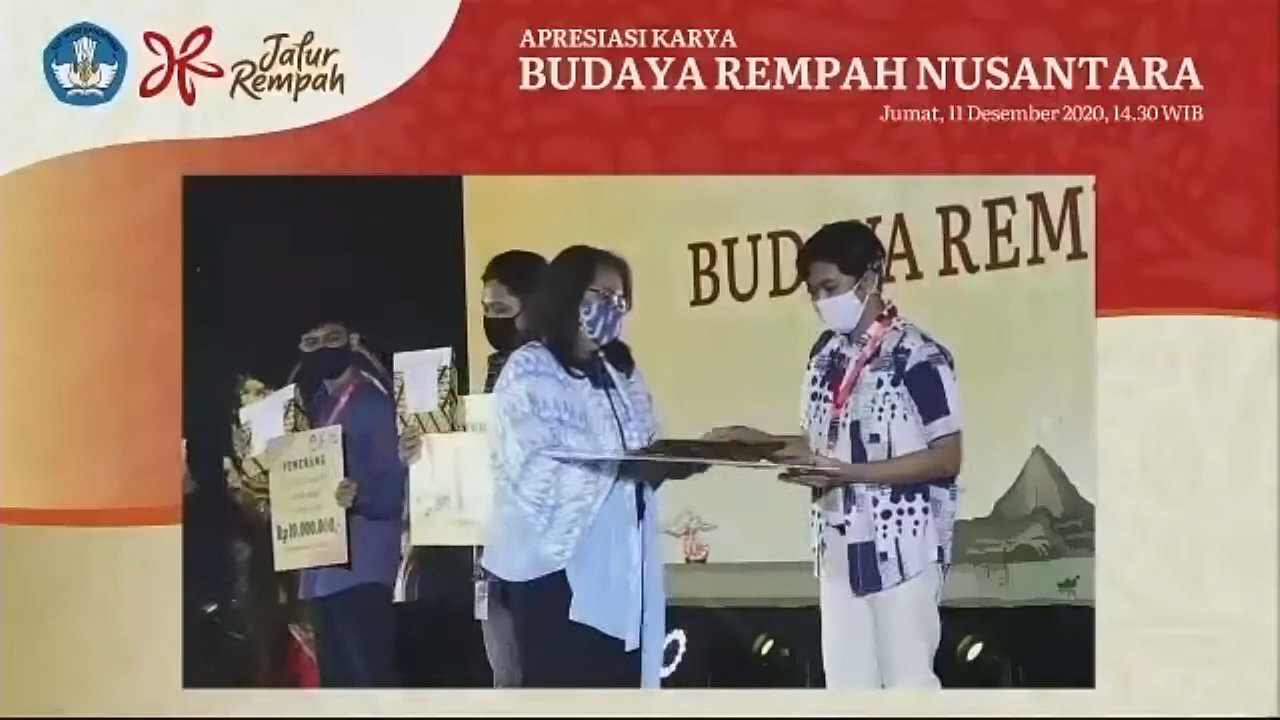 Jalur
Rempah
APRESIASI KARYA
BUDAYA REMPAH NUSANTARA
Jumat, 11 Desember 2020, 14.30 WIB
BUDAYA REM
PEMENANG
Rp10.000.000,-